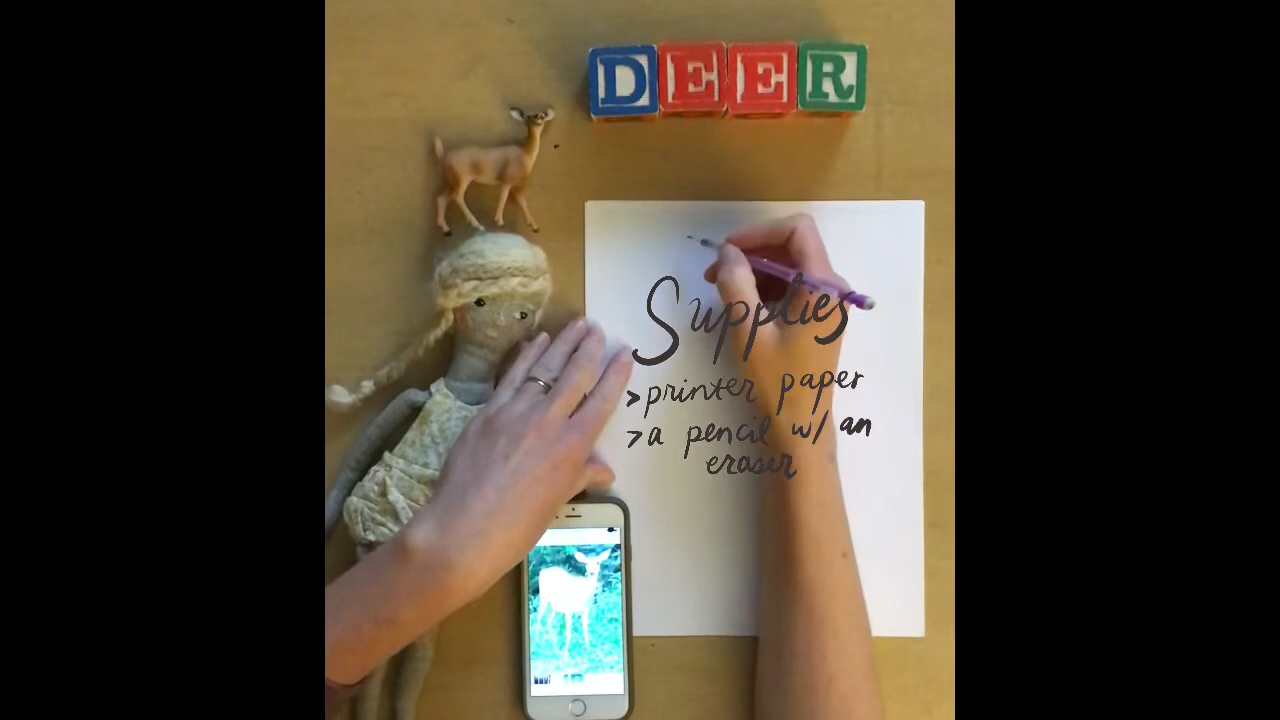 DEER
Supplies
>printer paper
>a pencil w/ an
eraser